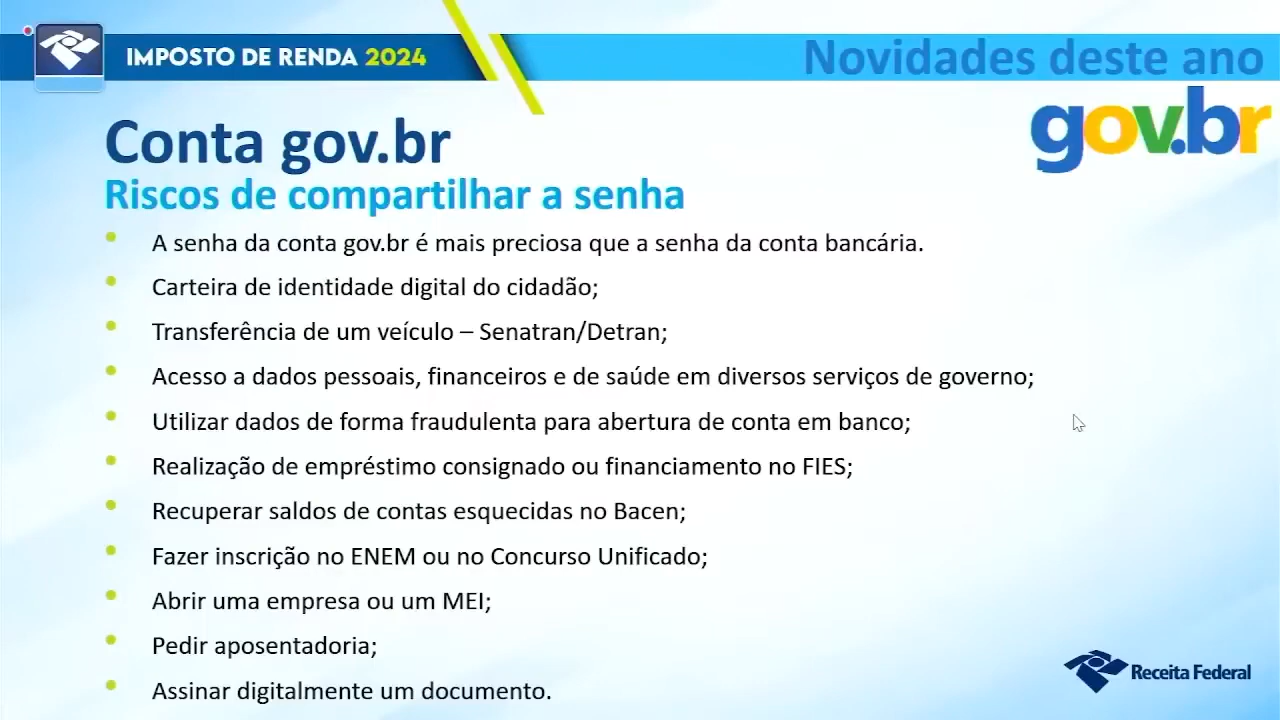 IMPOSTO DE RENDA 2024
Novidades deste ano
gov.br
Conta gov.br
Riscos de compartilhar a senha
• A senha da conta gov.br é mais preciosa que a senha da conta bancária.
• Carteira de identidade digital do cidadão;
• Transferência de um veículo – Senatran/Detran;
• Acesso a dados pessoais, financeiros e de saúde em diversos serviços de governo;
• Utilizar dados de forma fraudulenta para abertura de conta em banco;
• Realização de empréstimo consignado ou financiamento no FIES;
• Recuperar saldos de contas esquecidas no Bacen;
• Fazer inscrição no ENEM ou no Concurso Unificado;
• Abrir uma empresa ou um MEI;
• Pedir aposentadoria;
• Assinar digitalmente um documento.
Receita Federal